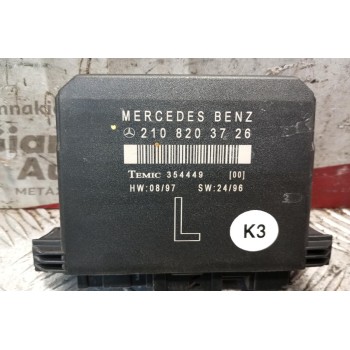 MERCEDES BENZ
210 820 37 26
TEMIC 354449 [00]
HW:08/97 SW:24/96
L
K3